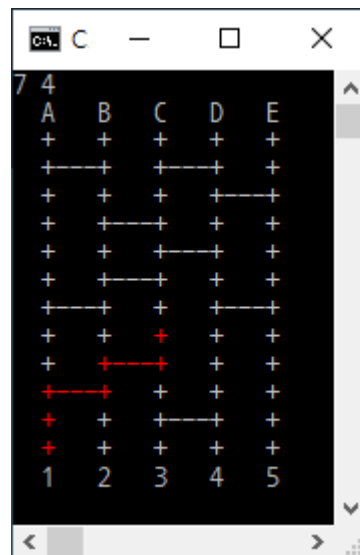 C:\. C
7 4
A B C D E
+ + + + +
+---+ + +---+ +
+ + + +---+
+ + + + +
+ +---+ + +
+ + +---+ +
+ +---+ + +
+---+ + +---+
+ + + + +
+ +---+ + +
+---+ + + +
+ + +---+ +
+ + + + +
1 2 3 4 5